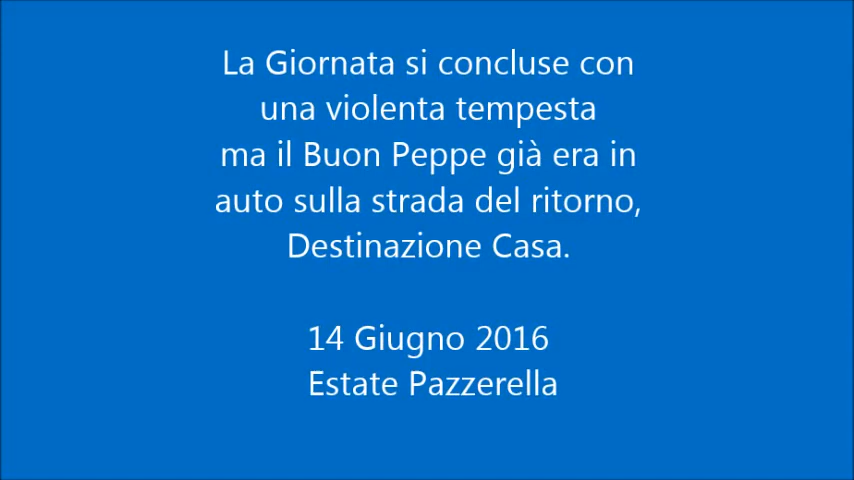 La Giornata si concluse con
una violenta tempesta
ma il Buon Peppe già era in
auto sulla strada del ritorno,
Destinazione Casa.
14 Giugno 2016
Estate Pazzerella